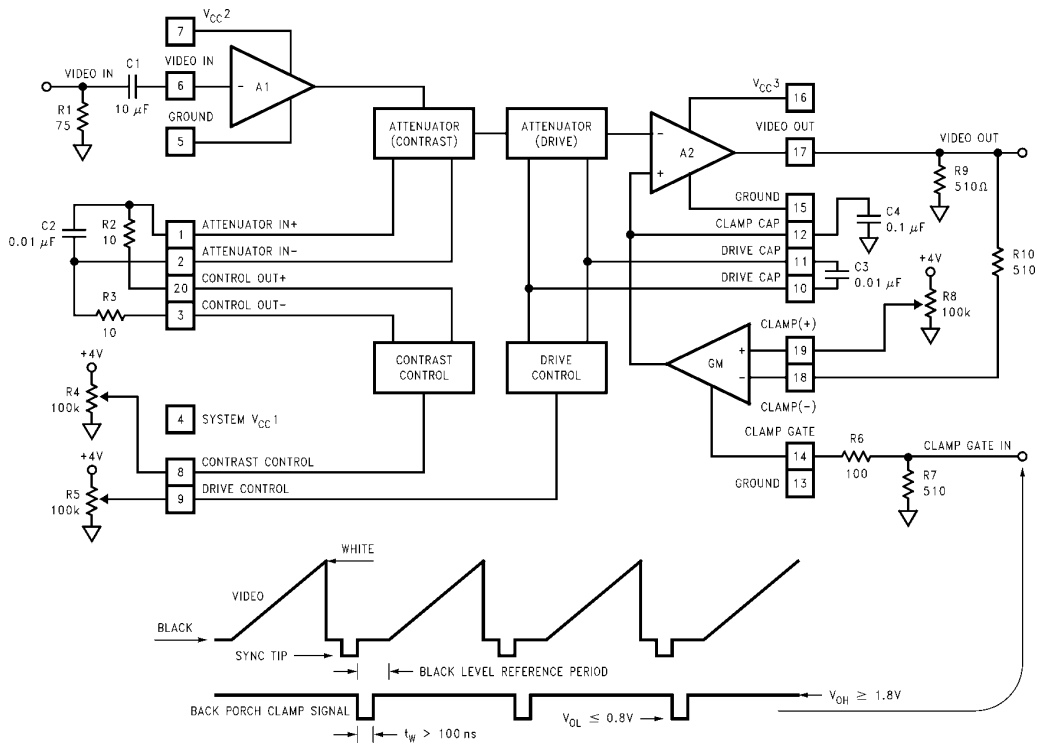 VCC2
7
VIDEO IN
C1
10 μF
VIDEO IN
6
R1
75
GROUND
5
-
A1
ATTENUATOR
(CONTRAST)
ATTENUATOR
(DRIVE)
-
+
A2
VCC3
16
VIDEO OUT
17
VIDEO OUT
R9
510Ω
GROUND
15
CLAMP CAP
12
C4
0.1 μF
DRIVE CAP
11
DRIVE CAP
10
C3
0.01 μF
R10
510
C2
0.01 μF
R2
10
1
ATTENUATOR IN+
2
ATTENUATOR IN-
20
CONTROL OUT+
3
CONTROL OUT-
R3
10
CONTRAST
CONTROL
DRIVE
CONTROL
GM
+
-
CLAMP(+)
19
18
CLAMP(-)
+4V
R8
100k
+4V
R4
100k
4
SYSTEM VCC1
8
CONTRAST CONTROL
+4V
R5
100k
9
DRIVE CONTROL
CLAMP GATE
14
R6
100
CLAMP GATE IN
GROUND
13
R7
510
WHITE
VIDEO
BLACK
SYNC TIP
BLACK LEVEL REFERENCE PERIOD
BACK PORCH CLAMP SIGNAL
VOL ≤ 0.8V
VOH ≥ 1.8V
tW > 100 ns